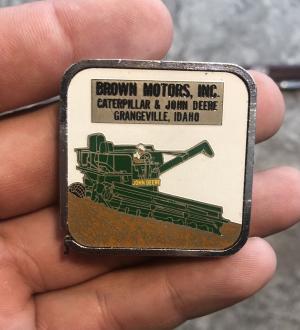 BROWN MOTORS, INC.
CATERPILLAR & JOHN DEERE
GRANGEVILLE, IDAHO
JOHN DEERE